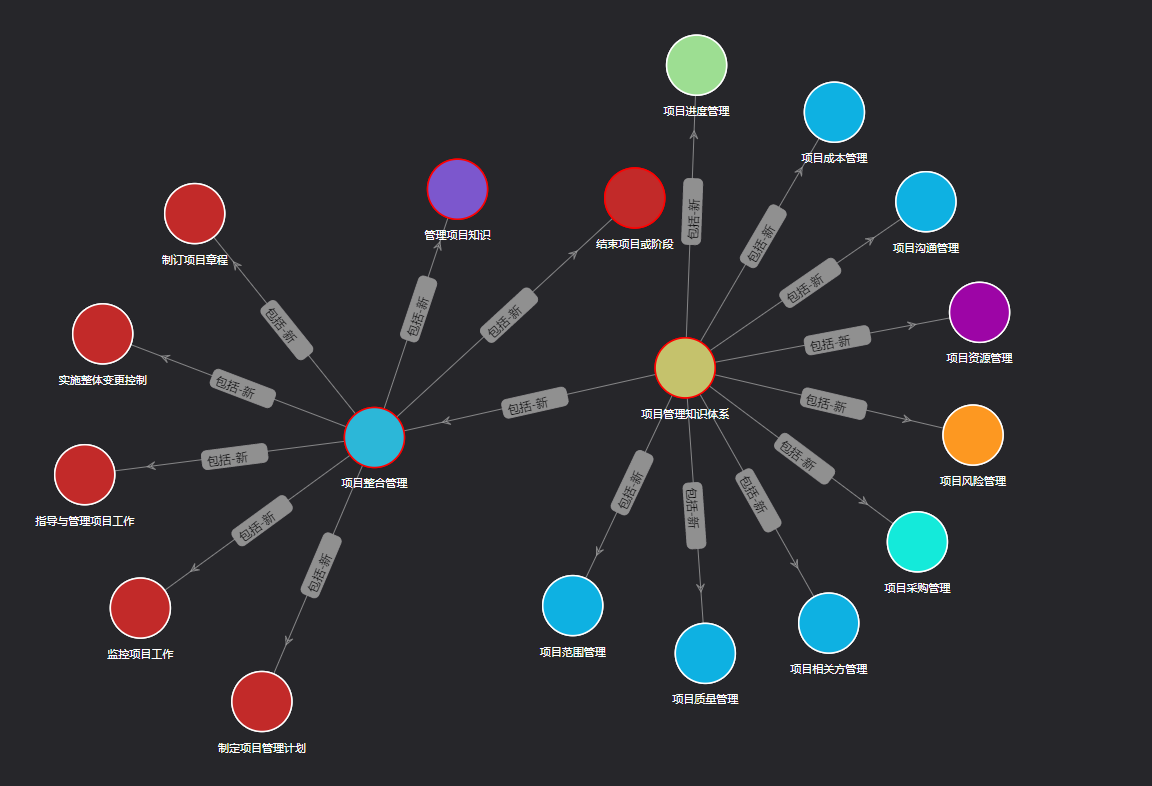 项目进度管理
项目成本管理
包括-新
管理项目知识
结束项目或阶段
项目沟通管理
制订项目章程
包括-新
包括-新
包括-新
包括-新
包括-新
包括-新
包括-新
项目资源管理
实施整体变更控制
包括-新
包括-新
包括-新
项目管理知识体系
包括-新
包括-新
项目整合管理
项目风险管理
包括-新
包括-新
包括-新
指导与管理项目工作
包括-新
包括-新
项目采购管理
监控项目工作
项目范围管理
项目相关方管理
项目质量管理
制定项目管理计划